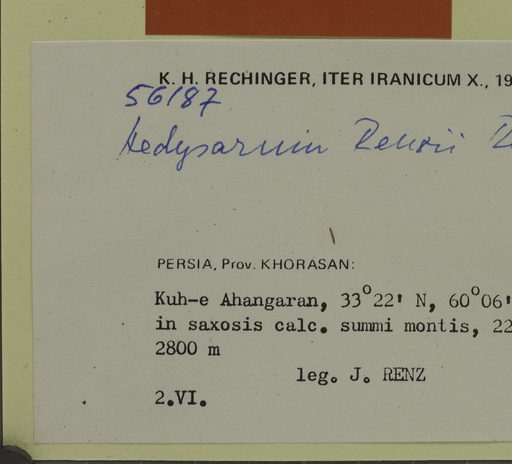 K. H. RECHINGER, ITER IRANICUM X., 19
56187
Hedysarum Renzii R
PERSIA, Prov. KHORASAN:
Kuh-e Ahangaran, 33°22' N, 60°06'
in saxosis calc. summi montis, 22
2800 m
leg. J. RENZ
2.VI.